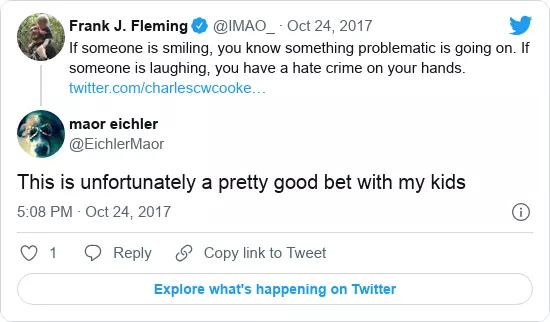 Frank J. Fleming @IMAO_ · Oct 24, 2017
If someone is smiling, you know something problematic is going on. If
someone is laughing, you have a hate crime on your hands.
twitter.com/charlescwcooke…
maor eichler
@EichlerMaor
This is unfortunately a pretty good bet with my kids
5:08 PM · Oct 24, 2017
1 Reply Copy link to Tweet
Explore what's happening on Twitter